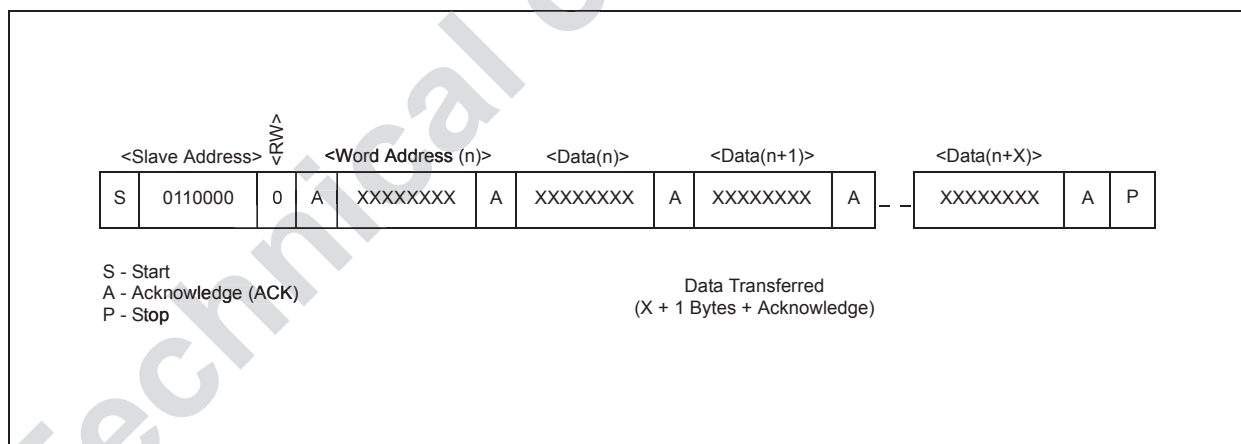 Technical
<Slave Address> <RW> <Word Address (n)> <Data(n)> <Data(n+1)> <Data(n+X)>
S 0110000 0 A XXXXXXXX A XXXXXXXX A XXXXXXXX A XXXXXXXX A P
S - Start
A - Acknowledge (ACK)
P - Stop
Data Transferred
(X + 1 Bytes + Acknowledge)